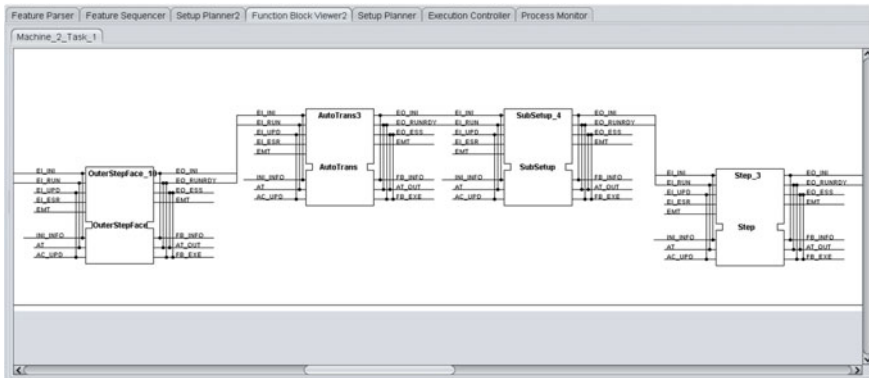 Feature Parser Feature Sequencer Setup Planner2 Function Block Viewer2 Setup Planner Execution Controller Process Monitor
Machine_2_Task_1
OuterStepFace_10
EI_INI EO_INI
EI_RUN EO_RUNRDY
EI_UPD EO_ESS
EI_ESR EMT
EMT
OuterStepFace
INI_INFO FB_INFO
AT AT_OUT
AC_UPD FB_EXE
AutoTrans3
EI_INI EO_INI
EI_RUN EO_RUNRDY
EI_UPD EO_ESS
EI_ESR EMT
EMT
AutoTrans
INI_INFO FB_INFO
AT AT_OUT
AC_UPD FB_EXE
SubSetup_4
EI_INI EO_INI
EI_RUN EO_RUNRDY
EI_UPD EO_ESS
EI_ESR EMT
EMT
SubSetup
INI_INFO FB_INFO
AT AT_OUT
AC_UPD FB_EXE
Step_3
EI_INI EO_INI
EI_RUN EO_RUNRDY
EI_UPD EO_ESS
EI_ESR EMT
EMT
Step
INI_INFO FB_INFO
AT AT_OUT
AC_UPD FB_EXE